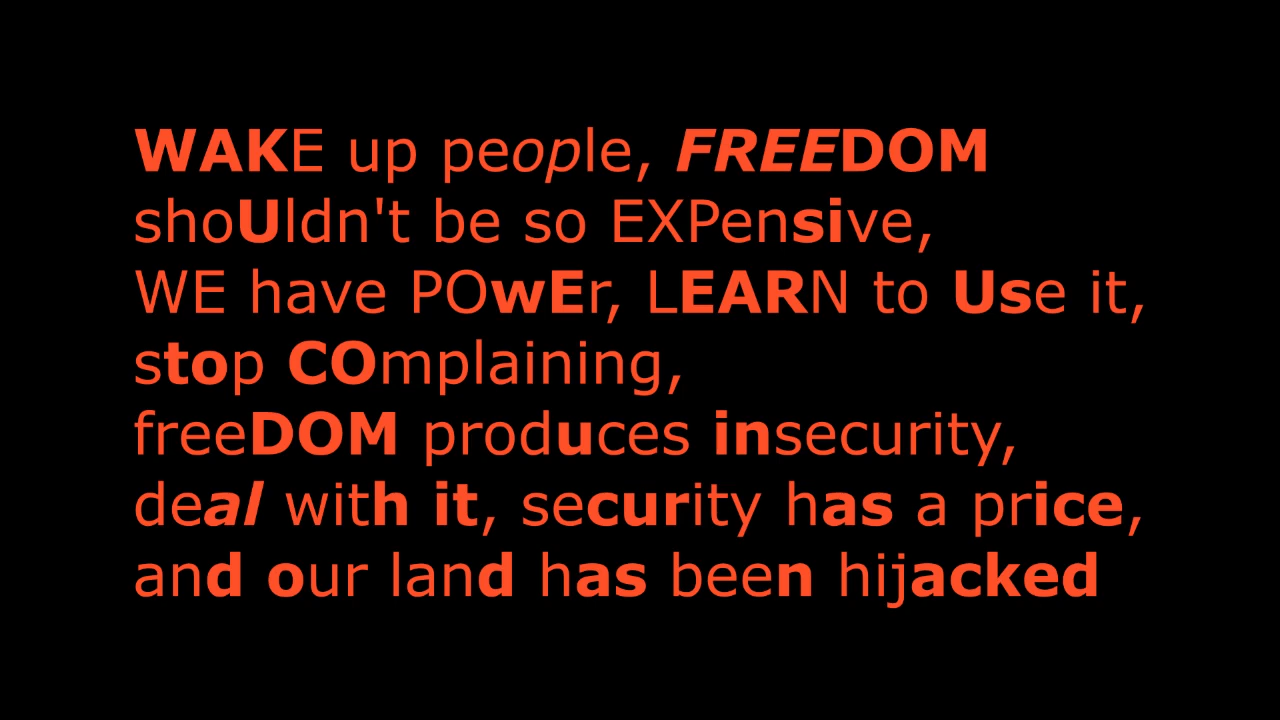 WAKE up people, FREEDOM
shoUldn't be so EXPensive,
WE have POwEr, LEARN to Use it,
stop COmplaining,
freeDOM produces insecurity,
deal with it, security has a price,
and our land has been hijacked